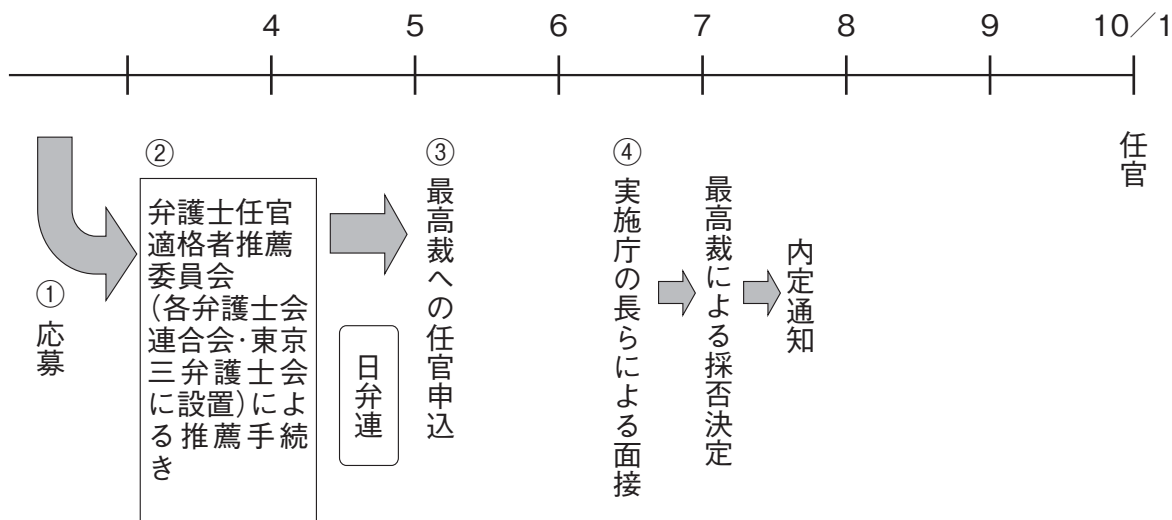 4 5 6 7 8 9 10／1
①
応募
②
弁護士任官
適格者推薦
委員会
（各弁護士会
連合会・東京
三弁護士会
に設置）によ
る推薦手続
き
日弁連
③
最高裁への任官申込
④
実施庁の長らによる面接
最高裁による採否決定
内定通知
任官